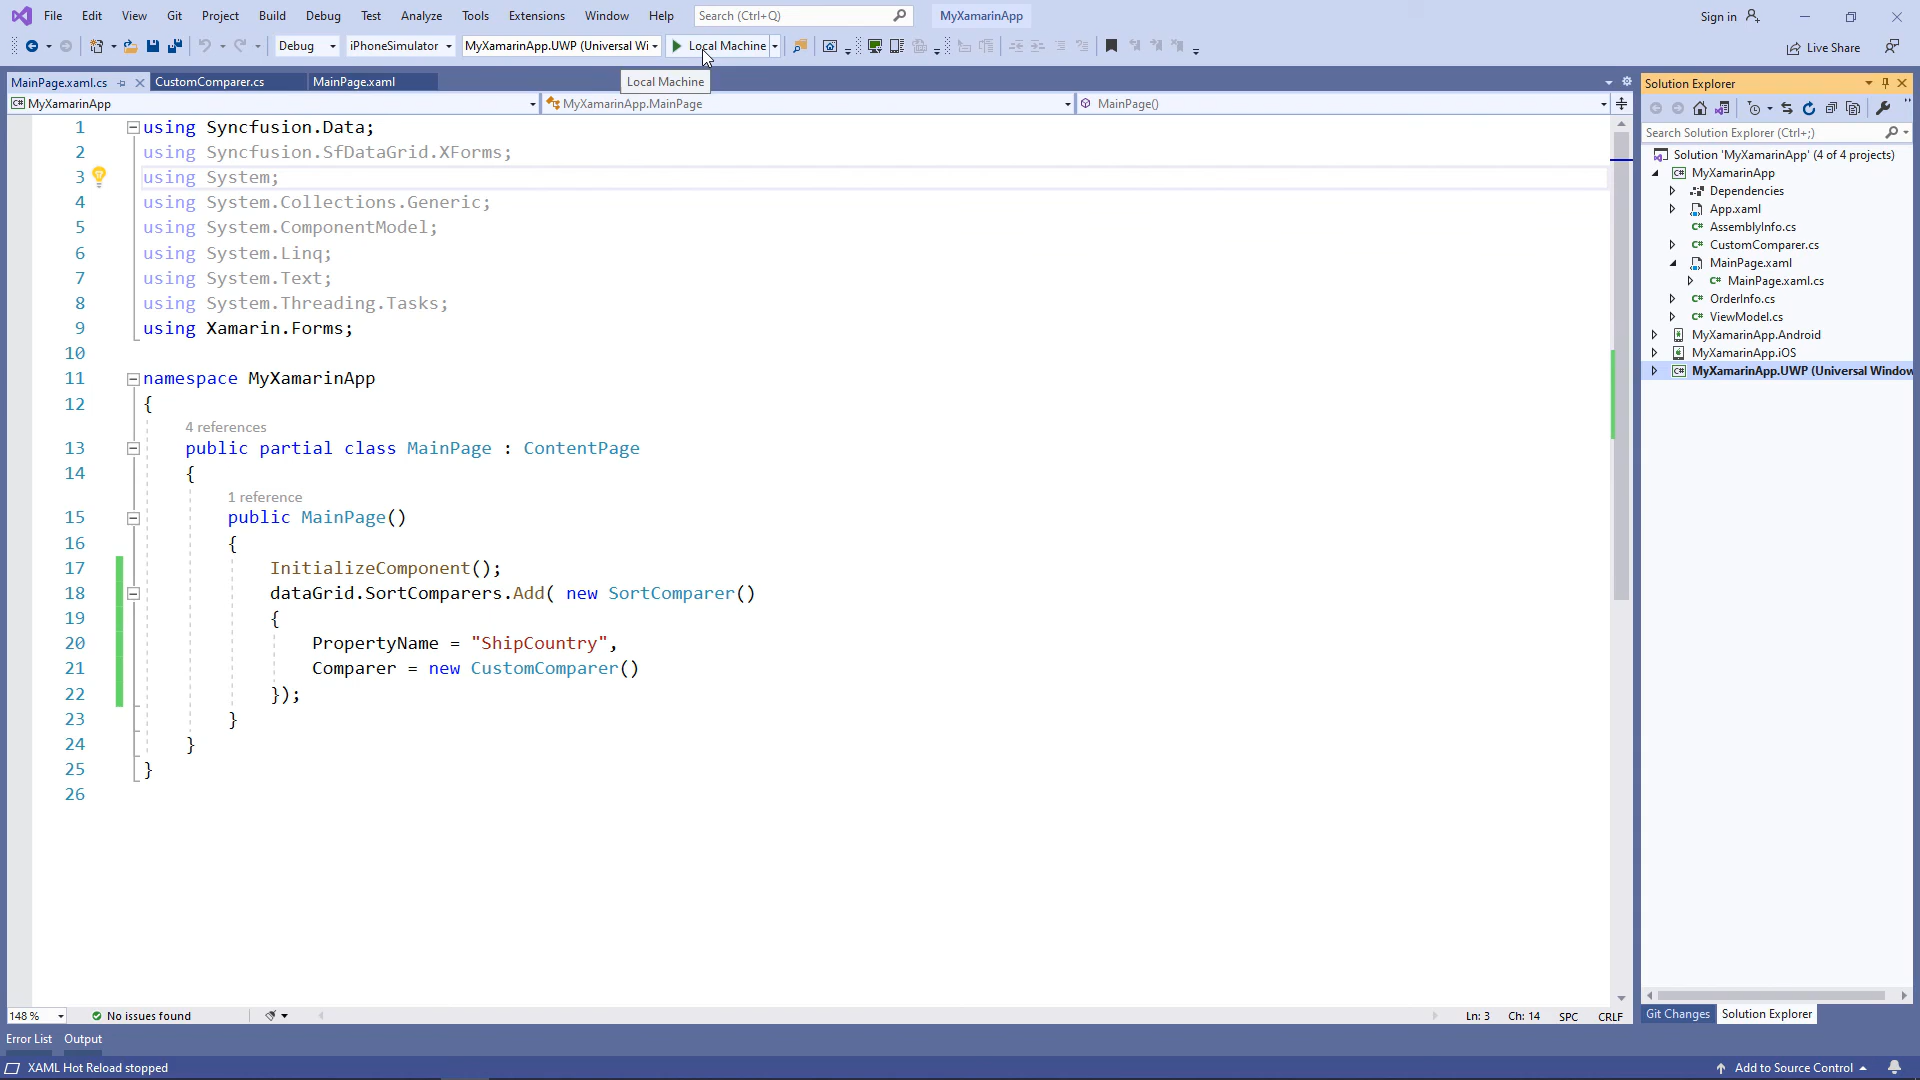 File Edit View Git Project Build Debug Test Analyze Tools Extensions Window Help Search (Ctrl+Q) MyXamarinApp Sign in
Debug iPhoneSimulator MyXamarinApp.UWP (Universal Wi Local Machine Live Share
MainPage.xaml.cs CustomComparer.cs MainPage.xaml Local Machine
MyXamarinApp MyXamarinApp.MainPage MainPage()
1 using Syncfusion.Data;
2 using Syncfusion.SfDataGrid.XForms;
3 using System;
4 using System.Collections.Generic;
5 using System.ComponentModel;
6 using System.Linq;
7 using System.Text;
8 using System.Threading.Tasks;
9 using Xamarin.Forms;
10
11 namespace MyXamarinApp
12 {
4 references
13 public partial class MainPage : ContentPage
14 {
1 reference
15 public MainPage()
16 {
17 InitializeComponent();
18 dataGrid.SortComparers.Add( new SortComparer()
19 {
20 PropertyName = "ShipCountry",
21 Comparer = new CustomComparer()
22 });
23 }
24 }
25 }
26
148 % No issues found Ln: 3 Ch: 14 SPC CRLF
Error List Output
XAML Hot Reload stopped Add to Source Control
Solution Explorer
Search Solution Explorer (Ctrl+;)
Solution 'MyXamarinApp' (4 of 4 projects)
C# MyXamarinApp
Dependencies
App.xaml
C# AssemblyInfo.cs
C# CustomComparer.cs
MainPage.xaml
C# MainPage.xaml.cs
C# OrderInfo.cs
C# ViewModel.cs
MyXamarinApp.Android
MyXamarinApp.iOS
C# MyXamarinApp.UWP (Universal Window
Git Changes Solution Explorer